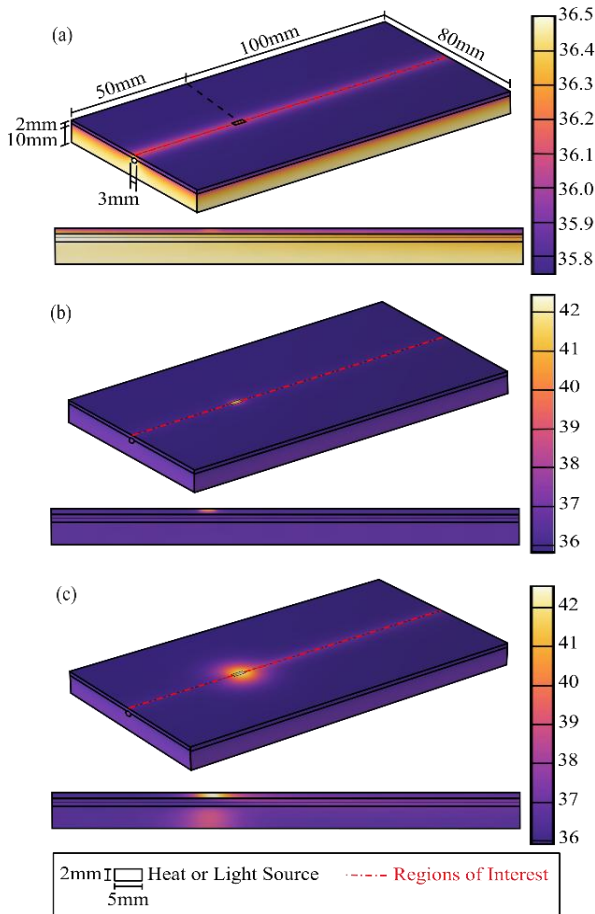 (a)
50mm
100mm
80mm
2mm
10mm
3mm
36.5
36.4
36.3
36.2
36.1
36.0
35.9
35.8
(b)
42
41
40
39
38
37
36
(c)
42
41
40
39
38
37
36
2mm
Heat or Light Source
Regions of Interest
5mm